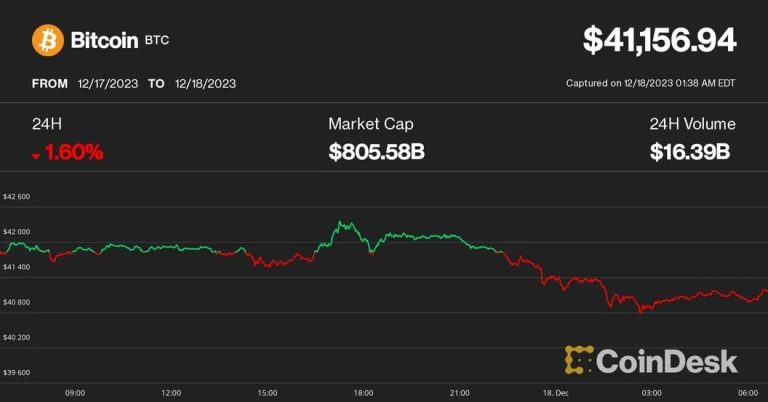 Bitcoin BTC
$41,156.94
FROM 12/17/2023 TO 12/18/2023
Captured on 12/18/2023 01:38 AM EDT
24H
Market Cap
24H Volume
1.60%
$805.58B
$16.39B
$42 600
$42 000
$41 400
$40 800
$40 200
$39 600
CoinDesk
09:00
12:00
15:00
18:00
21:00
18. Dec
03:00
06:00